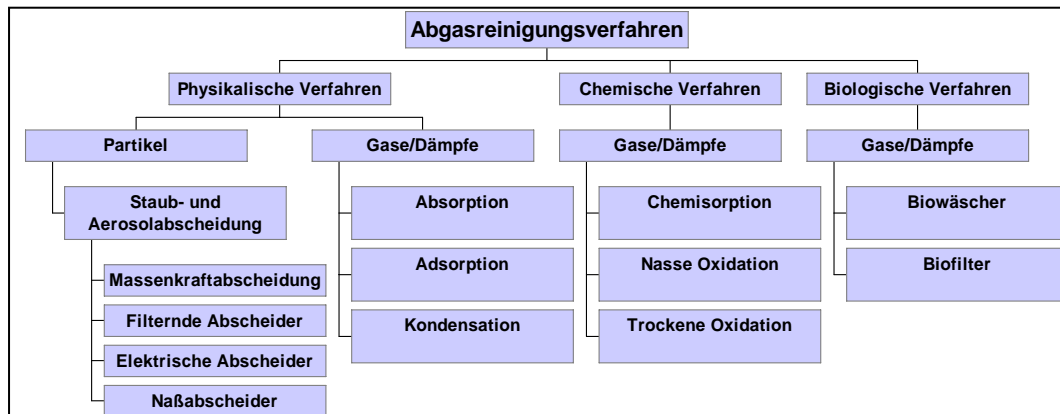 Abgasreinigungsverfahren
Physikalische Verfahren
Chemische Verfahren
Biologische Verfahren
Partikel
Gase/Dämpfe
Gase/Dämpfe
Gase/Dämpfe
Staub- und
Aerosolabscheidung
Massenkraftabscheidung
Filternde Abscheider
Elektrische Abscheider
Naßabscheider
Absorption
Adsorption
Kondensation
Chemisorption
Nasse Oxidation
Trockene Oxidation
Biowäscher
Biofilter